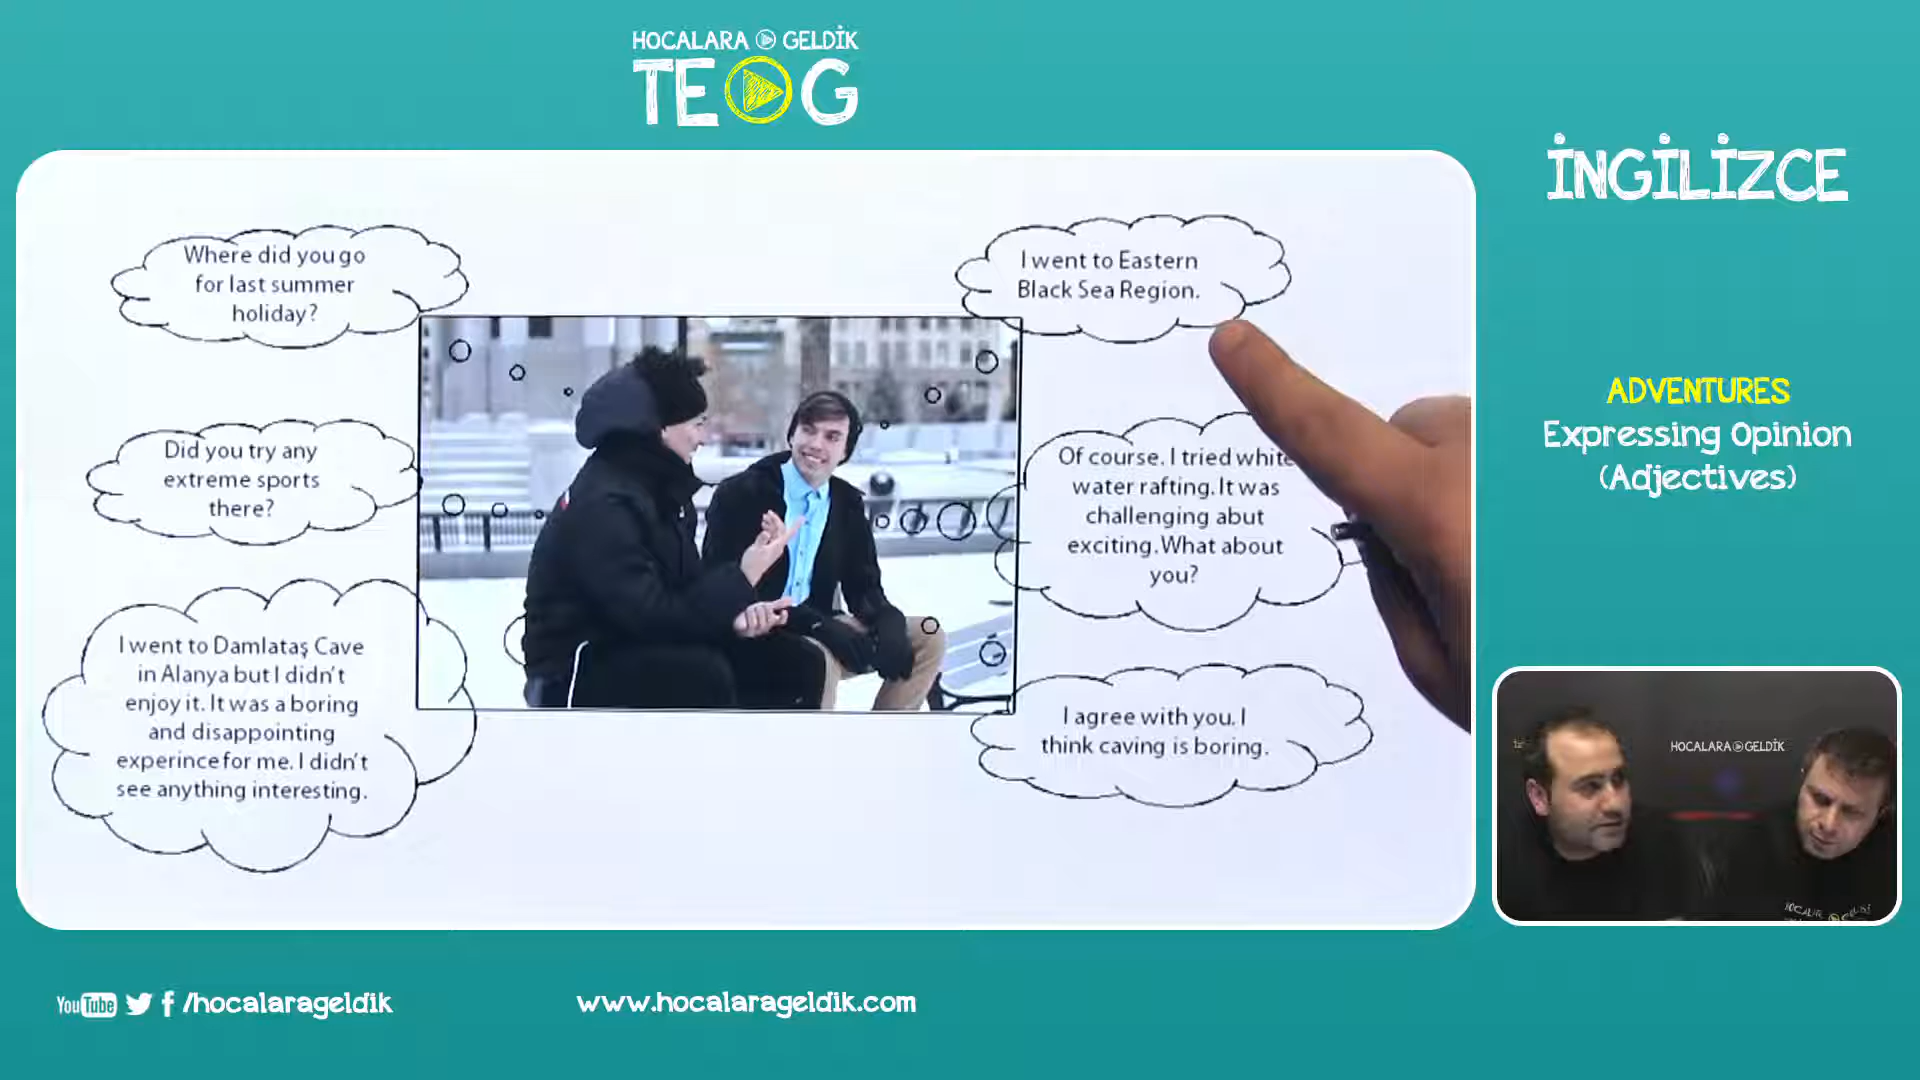 HOCALARA GELDİK
TEOG
İNGİLİZCE
ADVENTURES
Expressing Opinion
(Adjectives)
Where did you go
for last summer
holiday?
I went to Eastern
Black Sea Region.
Did you try any
extreme sports
there?
Of course. I tried white
water rafting. It was
challenging abut
exciting. What about
you?
I went to Damlataş Cave
in Alanya but I didn't
enjoy it. It was a boring
and disappointing
experince for me. I didn't
see anything interesting.
I agree with you. I
think caving is boring.
HOCALARA GELDİK
YouTube /hocalarageldik
www.hocalarageldik.com